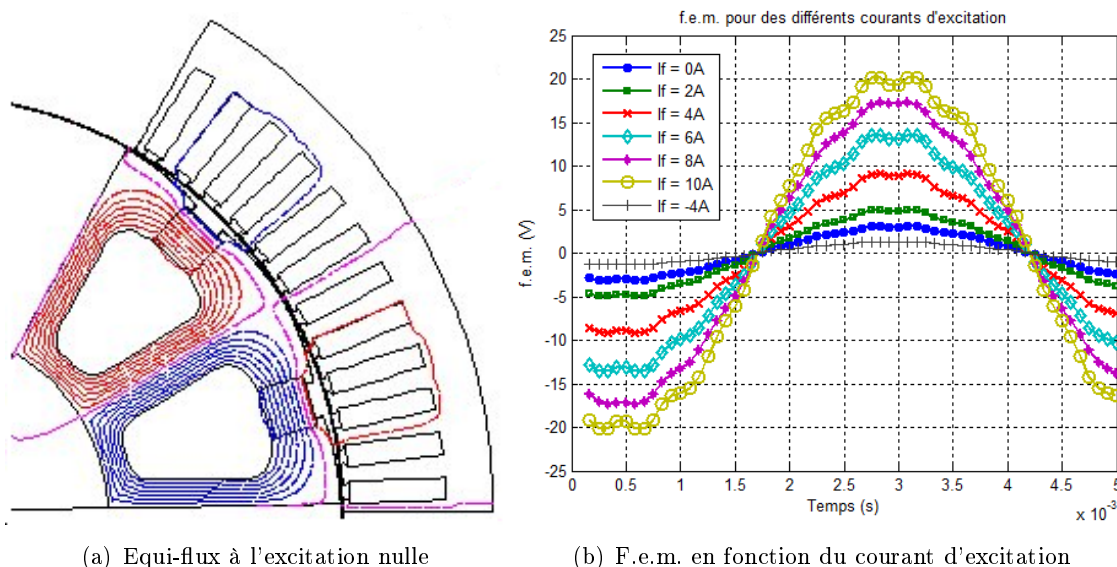 f.e.m. pour des différents courants d'excitation
25
20
15
10
5
0
-5
-10
-15
-20
-25
f.e.m. (V)
If = 0A
If = 2A
If = 4A
If = 6A
If = 8A
If = 10A
If = -4A
0 0.5 1 1.5 2 2.5 3 3.5 4 4.5 5
Temps (s)
x 10⁻³
(a) Equi-flux à l'excitation nulle
(b) F.e.m. en fonction du courant d'excitation